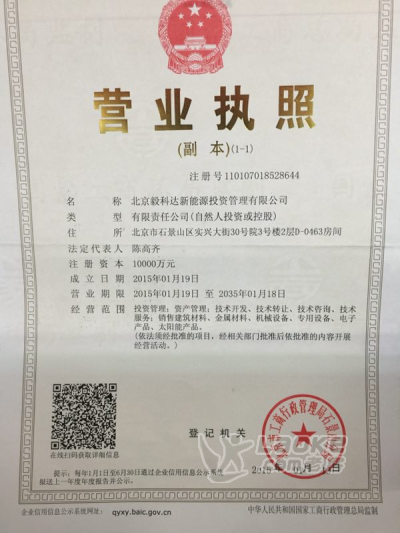 营业执照
(副 本)(1-1)
注册号110107018528644
名 称 北京毅科达新能源投资管理有限公司
类 型 有限责任公司(自然人投资或控股)
住 所 北京市石景山区实兴大街30号院3号楼2层D-0463房间
法定代表人 陈高齐
注册资本 10000万元
成立日期 2015年01月19日
营业期限 2015年01月19日 至 2035年01月18日
经营范围 投资管理;资产管理;技术开发、技术转让、技术咨询、技术
服务;销售建筑材料、金属材料、机械设备、专用设备、电子
产品、太阳能产品。
(依法须经批准的项目,经相关部门批准后依批准的内容开展
经营活动。)
在线扫码获取详细信息
登记机关
提示:每年1月1日至6月30日通过企业信用信息公示系统
报送上一年度年度报告并公示。
企业信用信息公示系统网址: qyxy.baic.gov.cn
中华人民共和国国家工商行政管理总局监制